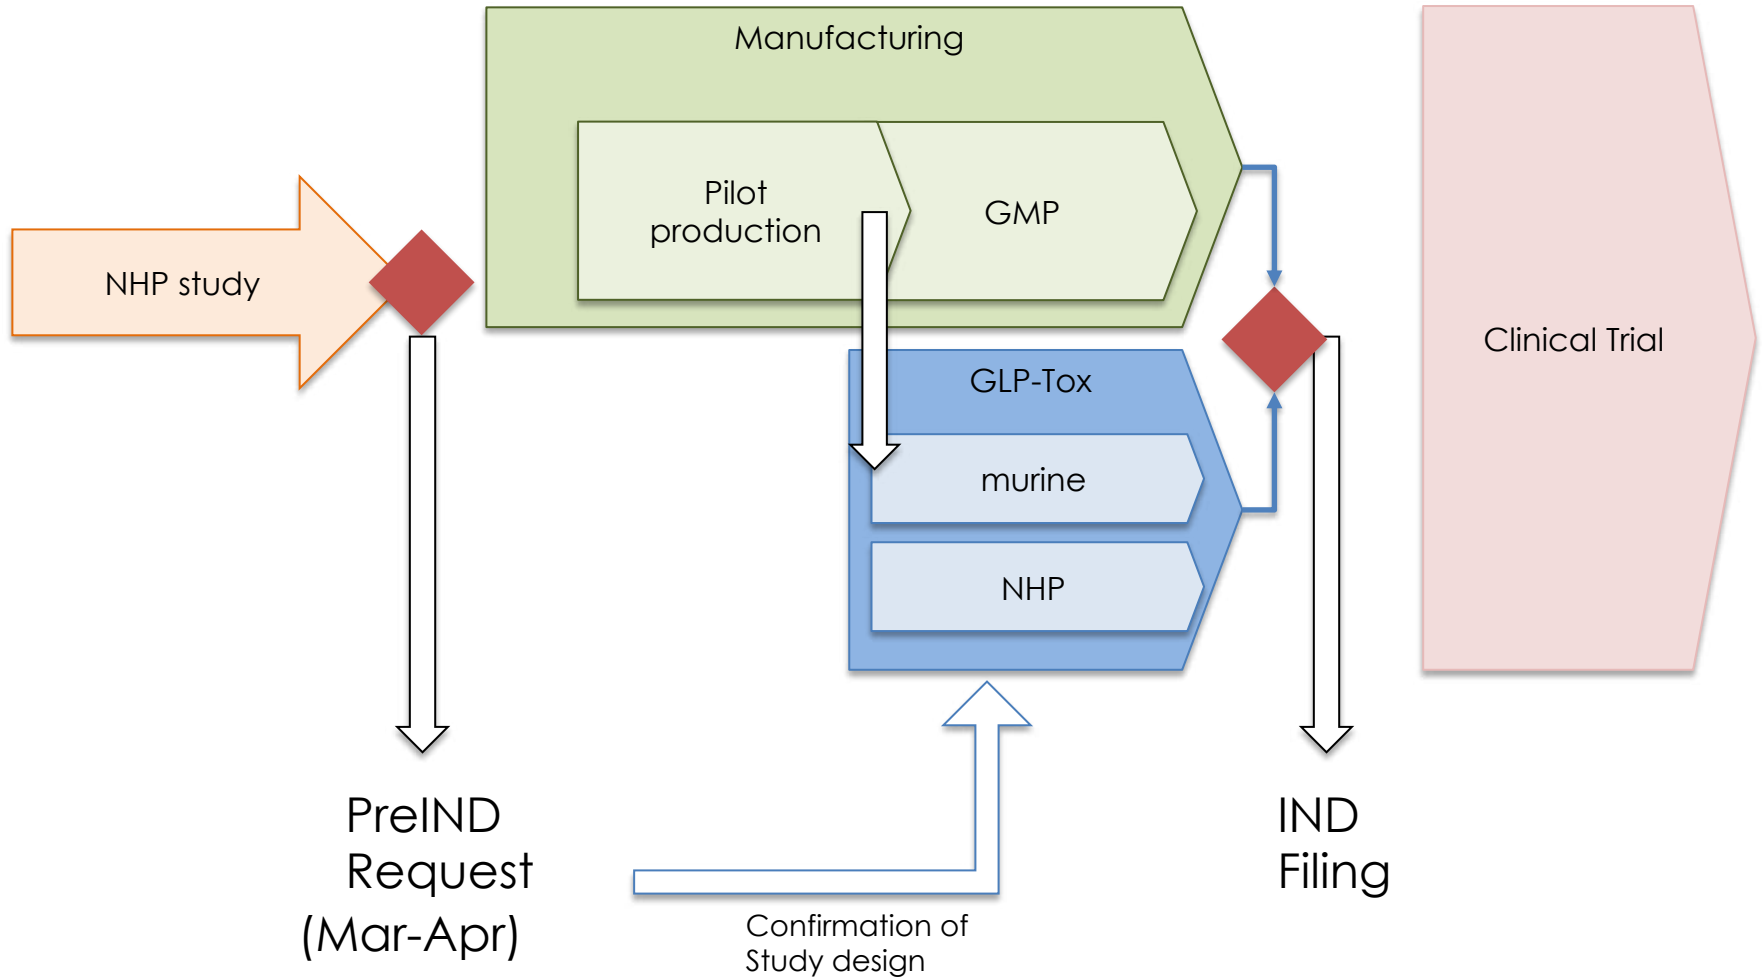 Manufacturing
Pilot
production
GMP
NHP study
GLP-Tox
murine
NHP
Clinical Trial
PreIND
Request
(Mar-Apr)
Confirmation of
Study design
IND
Filing